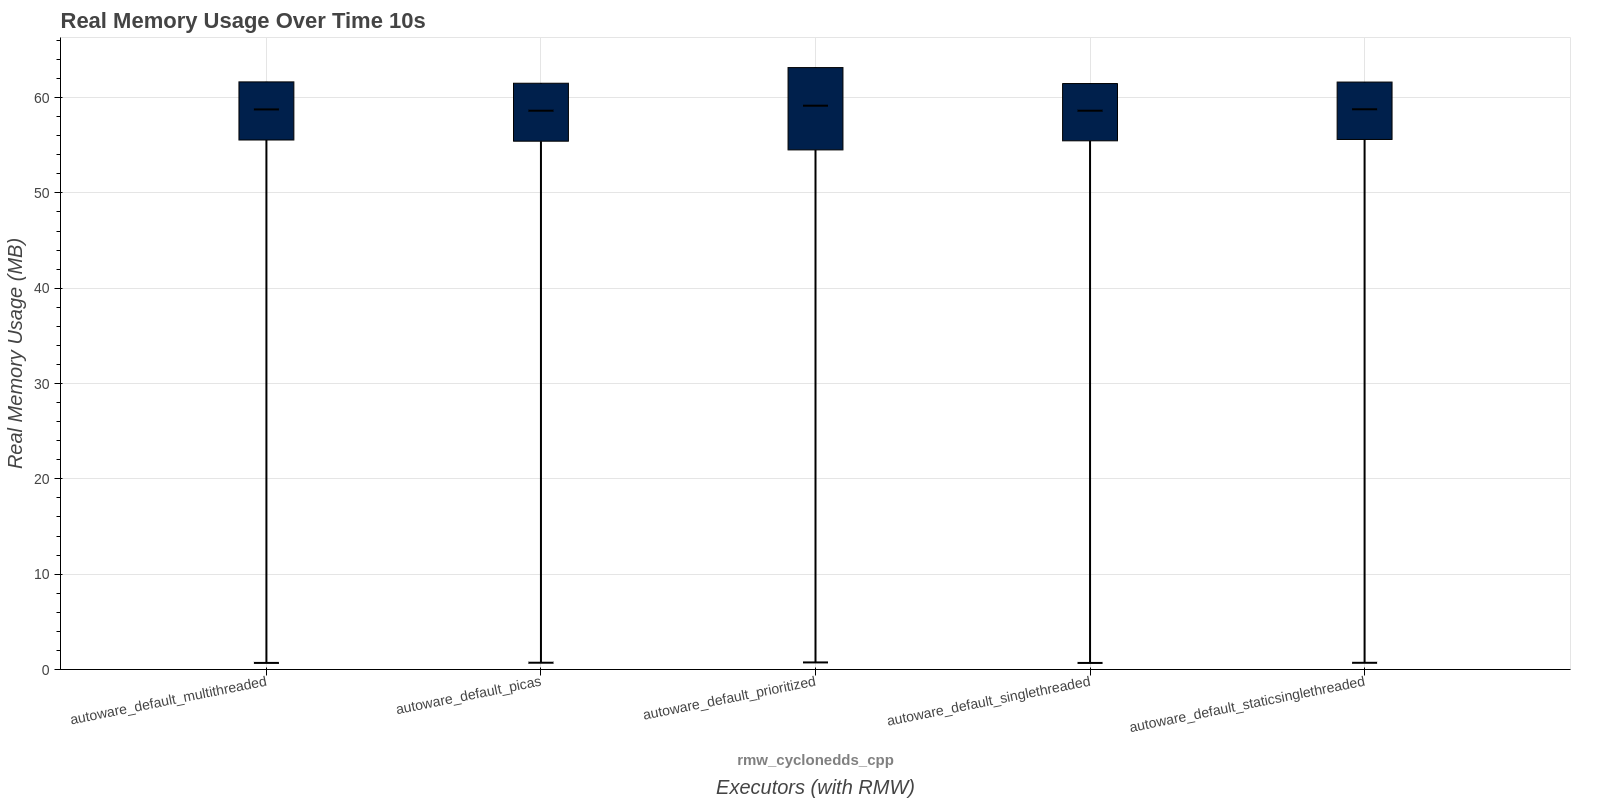 Real Memory Usage Over Time 10s
Real Memory Usage (MB)
60
50
40
30
20
10
0
autoware_default_multithreaded
autoware_default_picas
autoware_default_prioritized
autoware_default_singlethreaded
autoware_default_staticsinglethreaded
rmw_cyclonedds_cpp
Executors (with RMW)